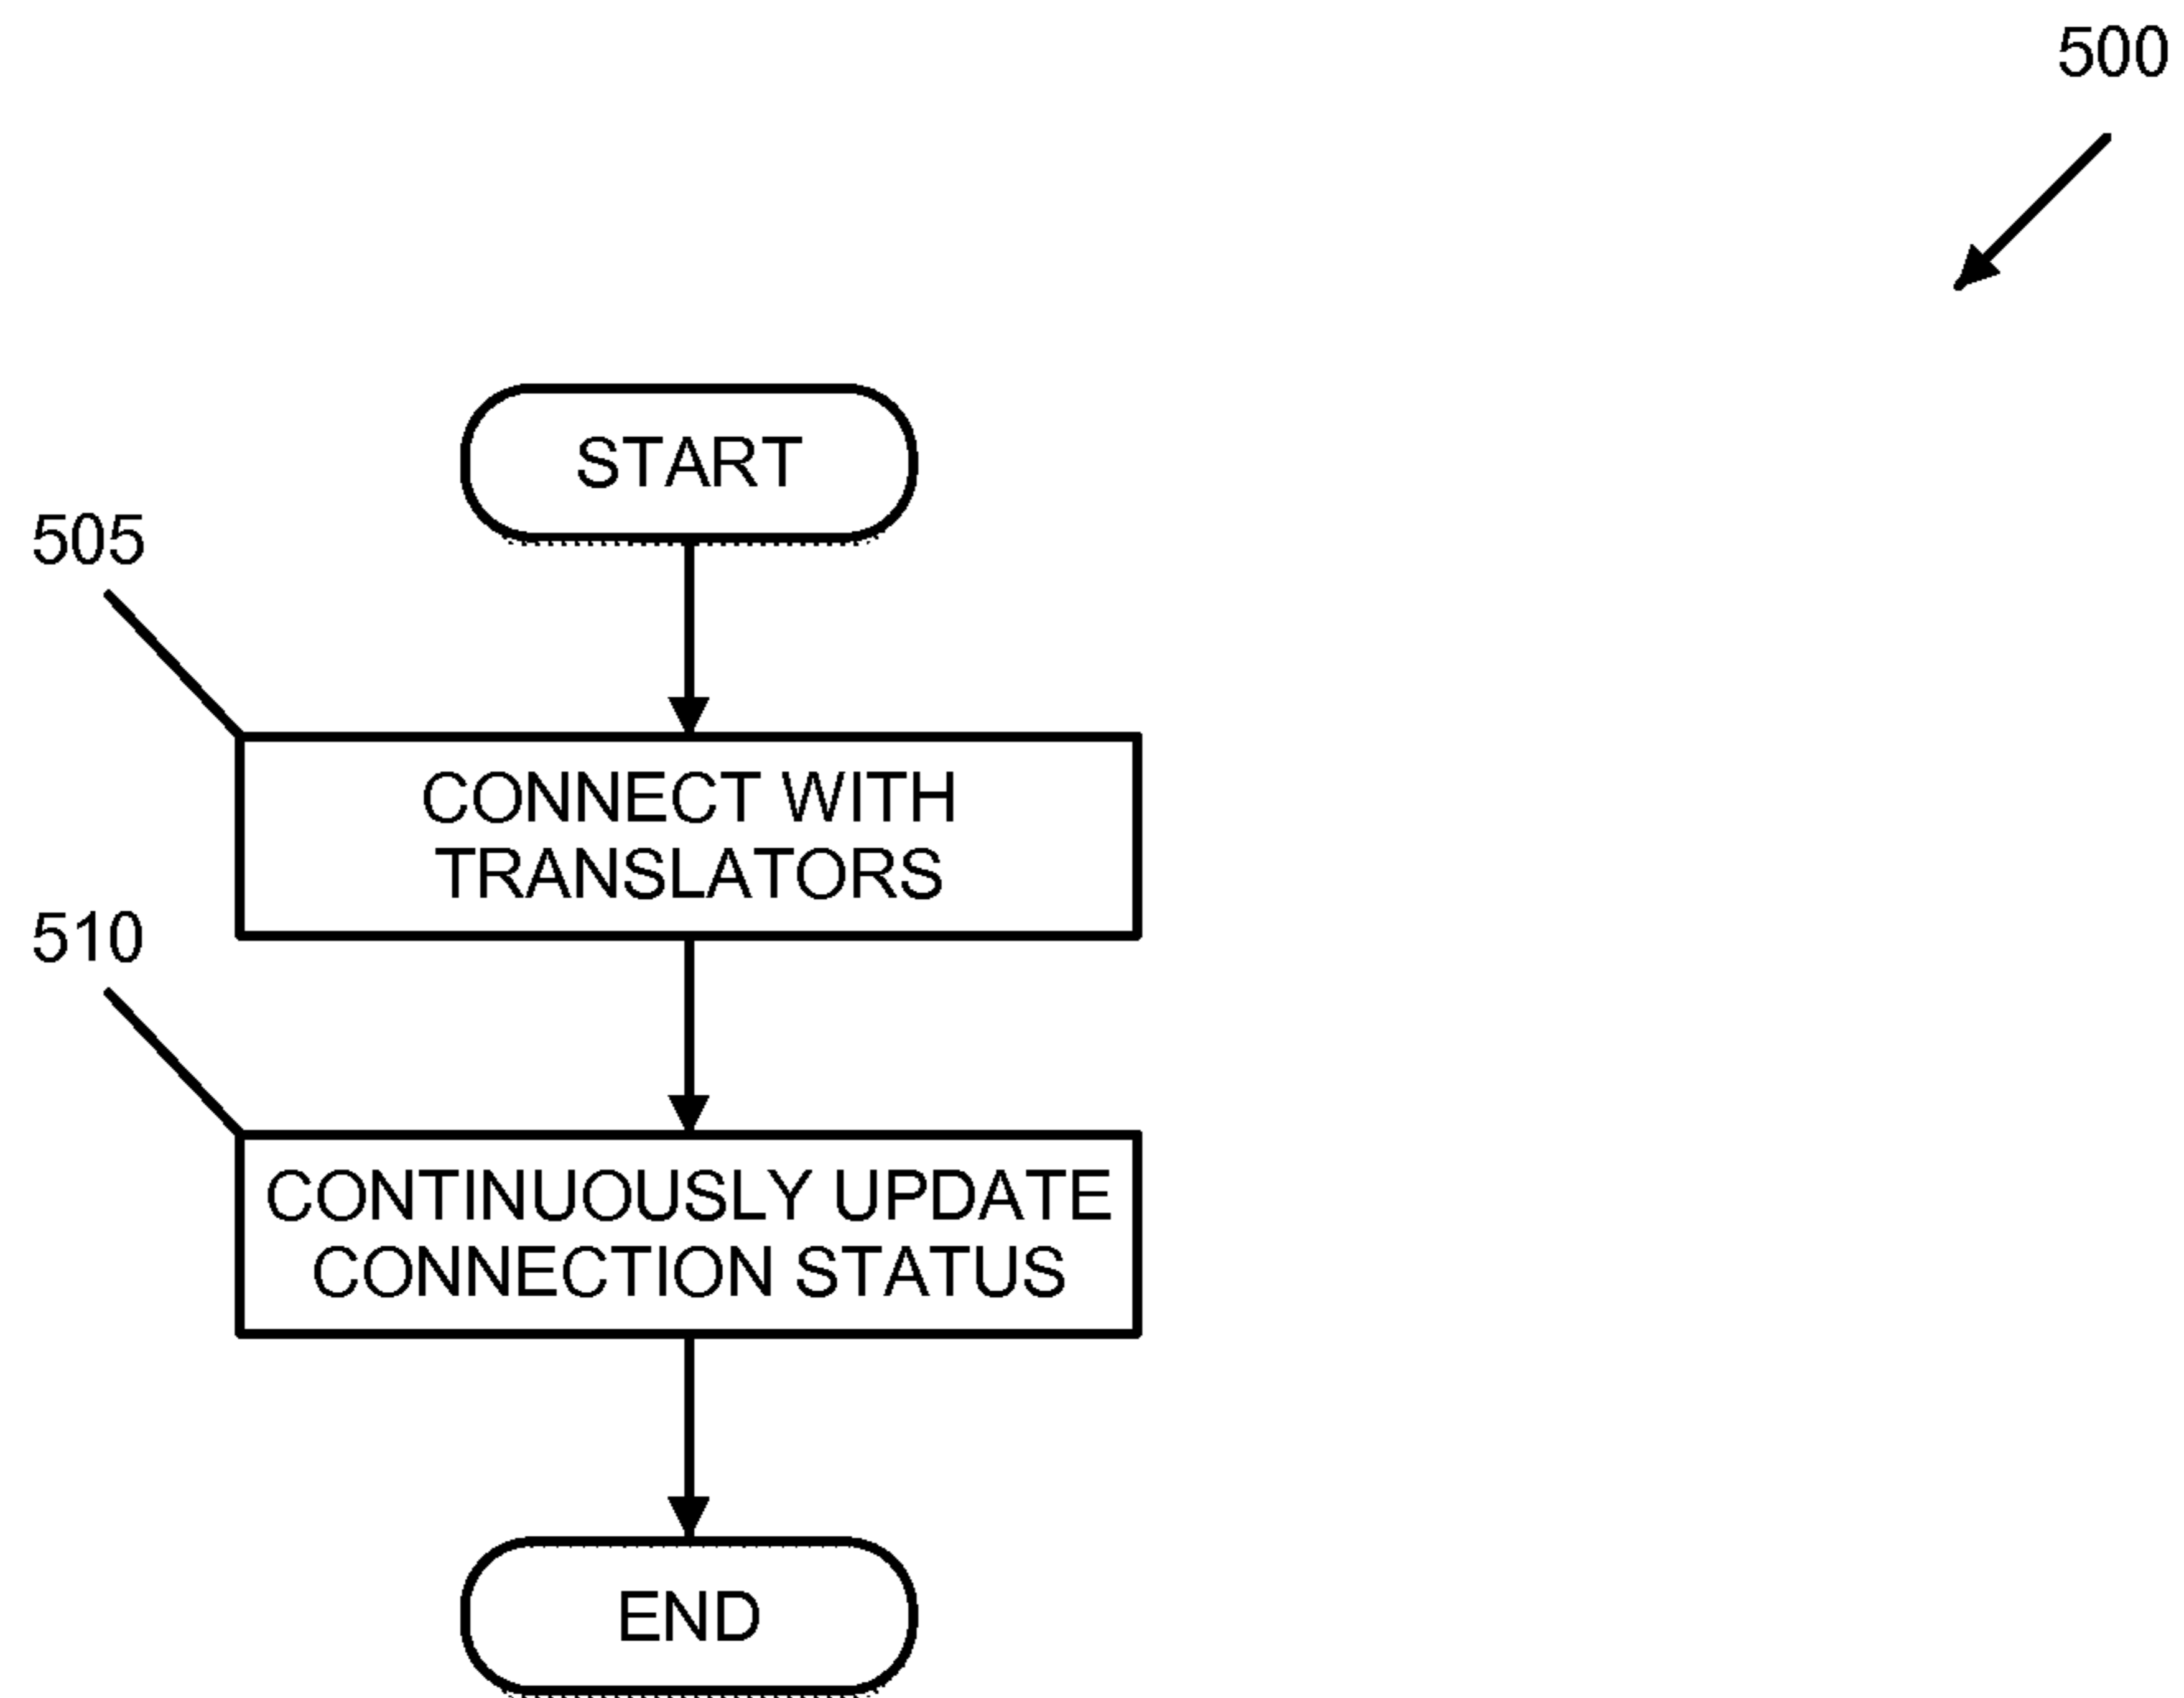 500
START
505
CONNECT WITH
TRANSLATORS
510
CONTINUOUSLY UPDATE
CONNECTION STATUS
END